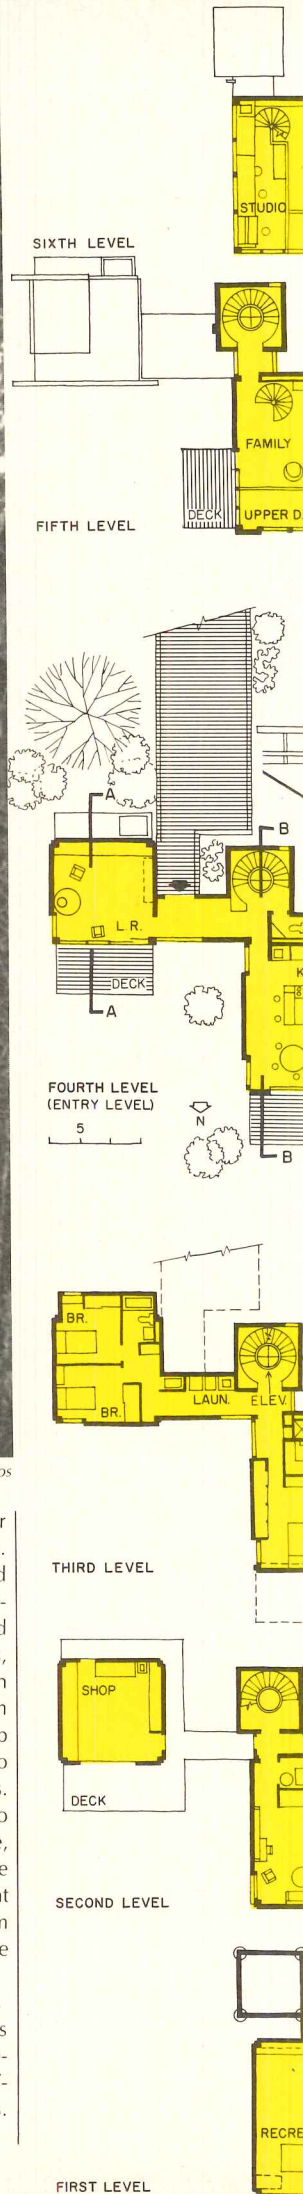 STUDIO
SIXTH LEVEL
FAMILY
DECK
UPPER D.
FIFTH LEVEL
A
B
L.R.
K
DECK
A
FOURTH LEVEL
(ENTRY LEVEL)
5
N
B
BR.
BR.
LAUN.
ELEV.
THIRD LEVEL
SHOP
DECK
SECOND LEVEL
RECRE
FIRST LEVEL